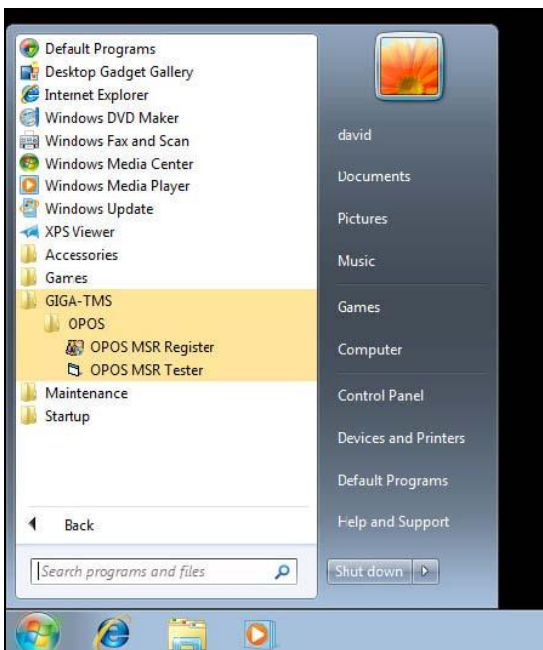 Default Programs
Desktop Gadget Gallery
Internet Explorer
Windows DVD Maker
Windows Fax and Scan
Windows Media Center
Windows Media Player
Windows Update
XPS Viewer
Accessories
Games
GIGA-TMS
OPOS
OPOS MSR Register
OPOS MSR Tester
Maintenance
Startup
Back
Search programs and files
david
Documents
Pictures
Music
Games
Computer
Control Panel
Devices and Printers
Default Programs
Help and Support
Shut down